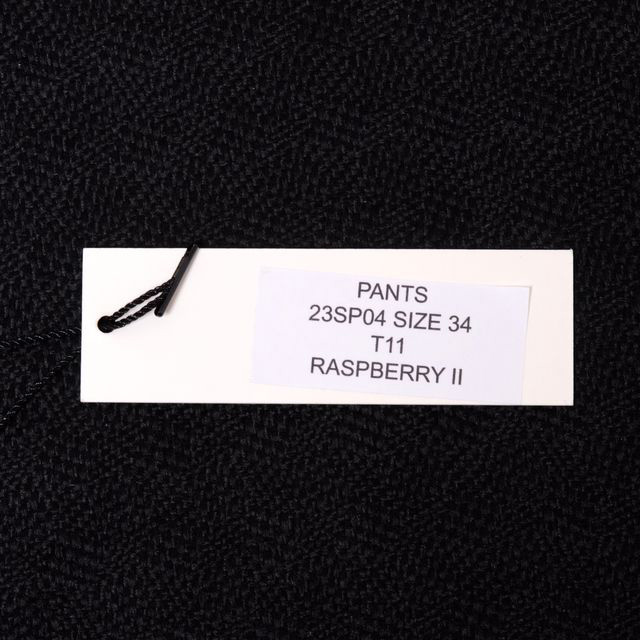 PANTS
23SP04 SIZE 34
T11
RASPBERRY II